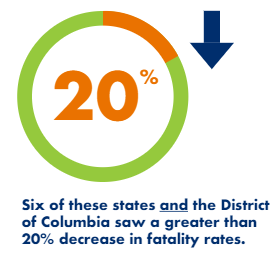 20%
Six of these states and the District
of Columbia saw a greater than
20% decrease in fatality rates.